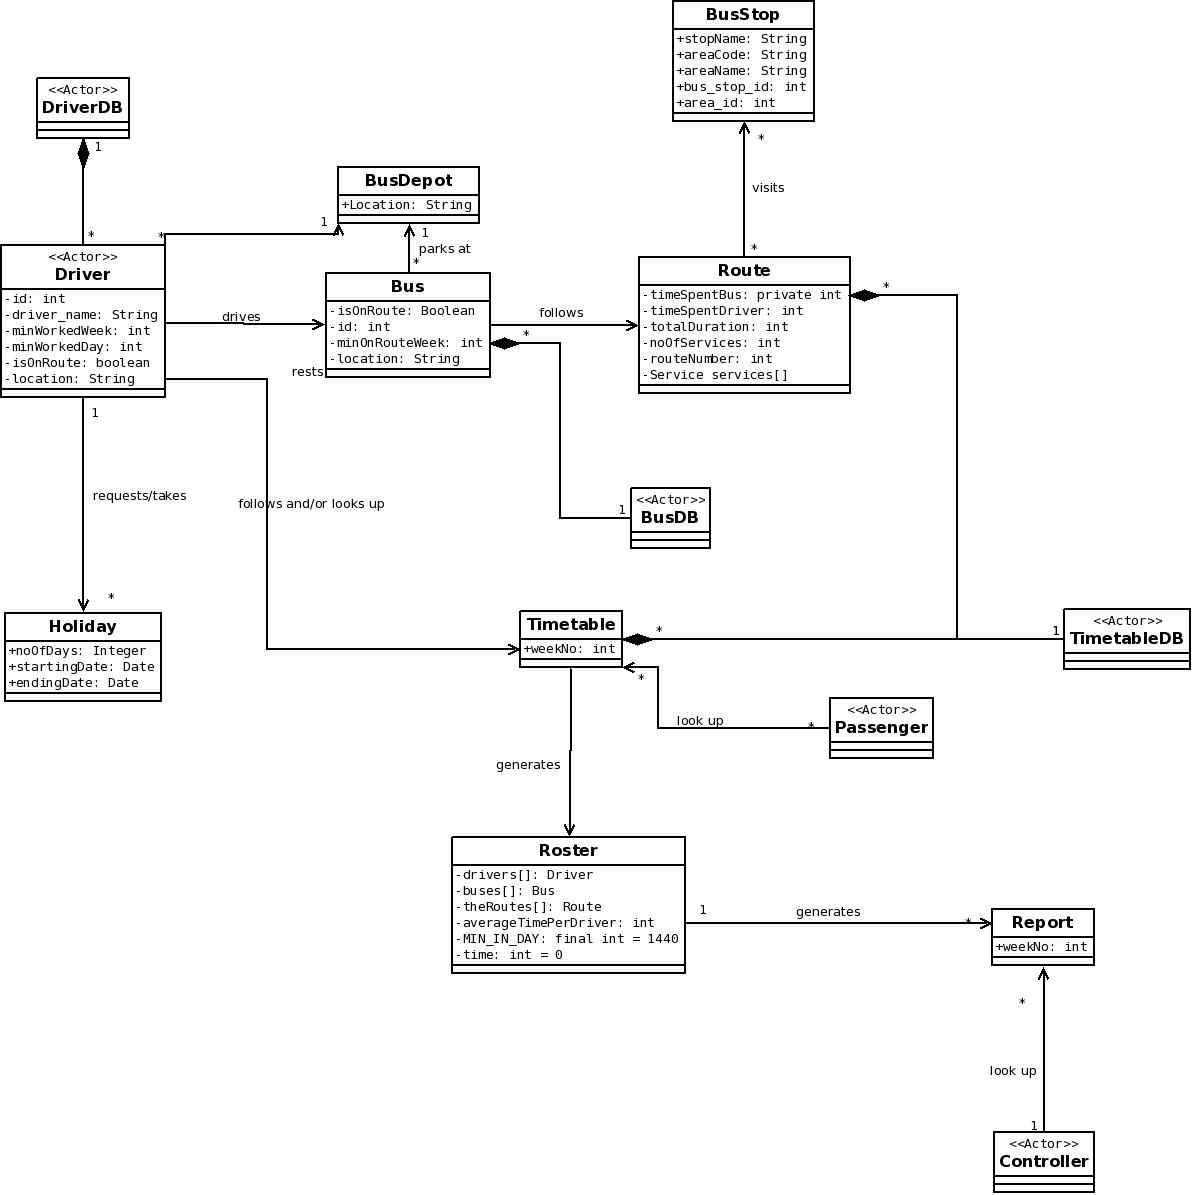 BusStop
+stopName: String
+areaCode: String
+areaName: String
+bus_stop_id: int
+area_id: int
<<Actor>>
DriverDB
1
*
*
visits
*
BusDepot
+Location: String
1
1
parks at
*
*
<<Actor>>
Driver
-id: int
-driver_name: String
-minWorkedWeek: int
-minWorkedDay: int
-isOnRoute: boolean
-location: String
drives
rests
Bus
-isOnRoute: Boolean
-id: int
-minOnRouteWeek: int
-location: String
follows
*
Route
-timeSpentBus: private int
-timeSpentDriver: int
-totalDuration: int
-noOfServices: int
-routeNumber: int
-Service services[]
*
1
requests/takes
*
follows and/or looks up
<<Actor>>
BusDB
1
Holiday
+noOfDays: Integer
+startingDate: Date
+endingDate: Date
Timetable
+weekNo: int
*
1
<<Actor>>
TimetableDB
*
look up
*
<<Actor>>
Passenger
generates
Roster
-drivers[]: Driver
-buses[]: Bus
-theRoutes[]: Route
-averageTimePerDriver: int
-MIN_IN_DAY: final int = 1440
-time: int = 0
1
generates
*
Report
+weekNo: int
*
look up
1
<<Actor>>
Controller